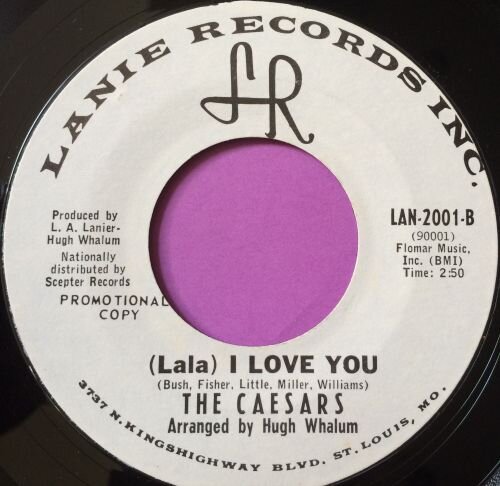 LANIE RECORDS INC.
LR
Produced by
L. A. Lanier-
Hugh Whalum
Nationally
distributed by
Scepter Records
PROMOTIONAL
COPY
LAN-2001-B
(90001)
Flomar Music,
Inc. (BMI)
Time: 2:50
(Lala) I LOVE YOU
(Bush, Fisher, Little, Miller, Williams)
THE CAESARS
Arranged by Hugh Whalum
3737 N. KINGSHIGHWAY BLVD. ST. LOUIS, MO.